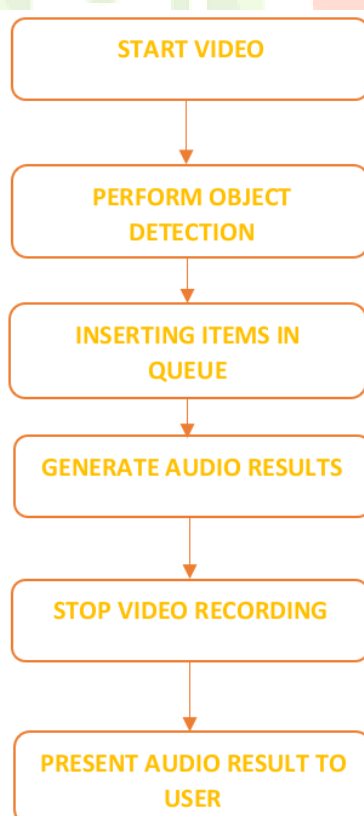 START VIDEO
PERFORM OBJECT
DETECTION
INSERTING ITEMS IN
QUEUE
GENERATE AUDIO RESULTS
STOP VIDEO RECORDING
PRESENT AUDIO RESULT TO
USER